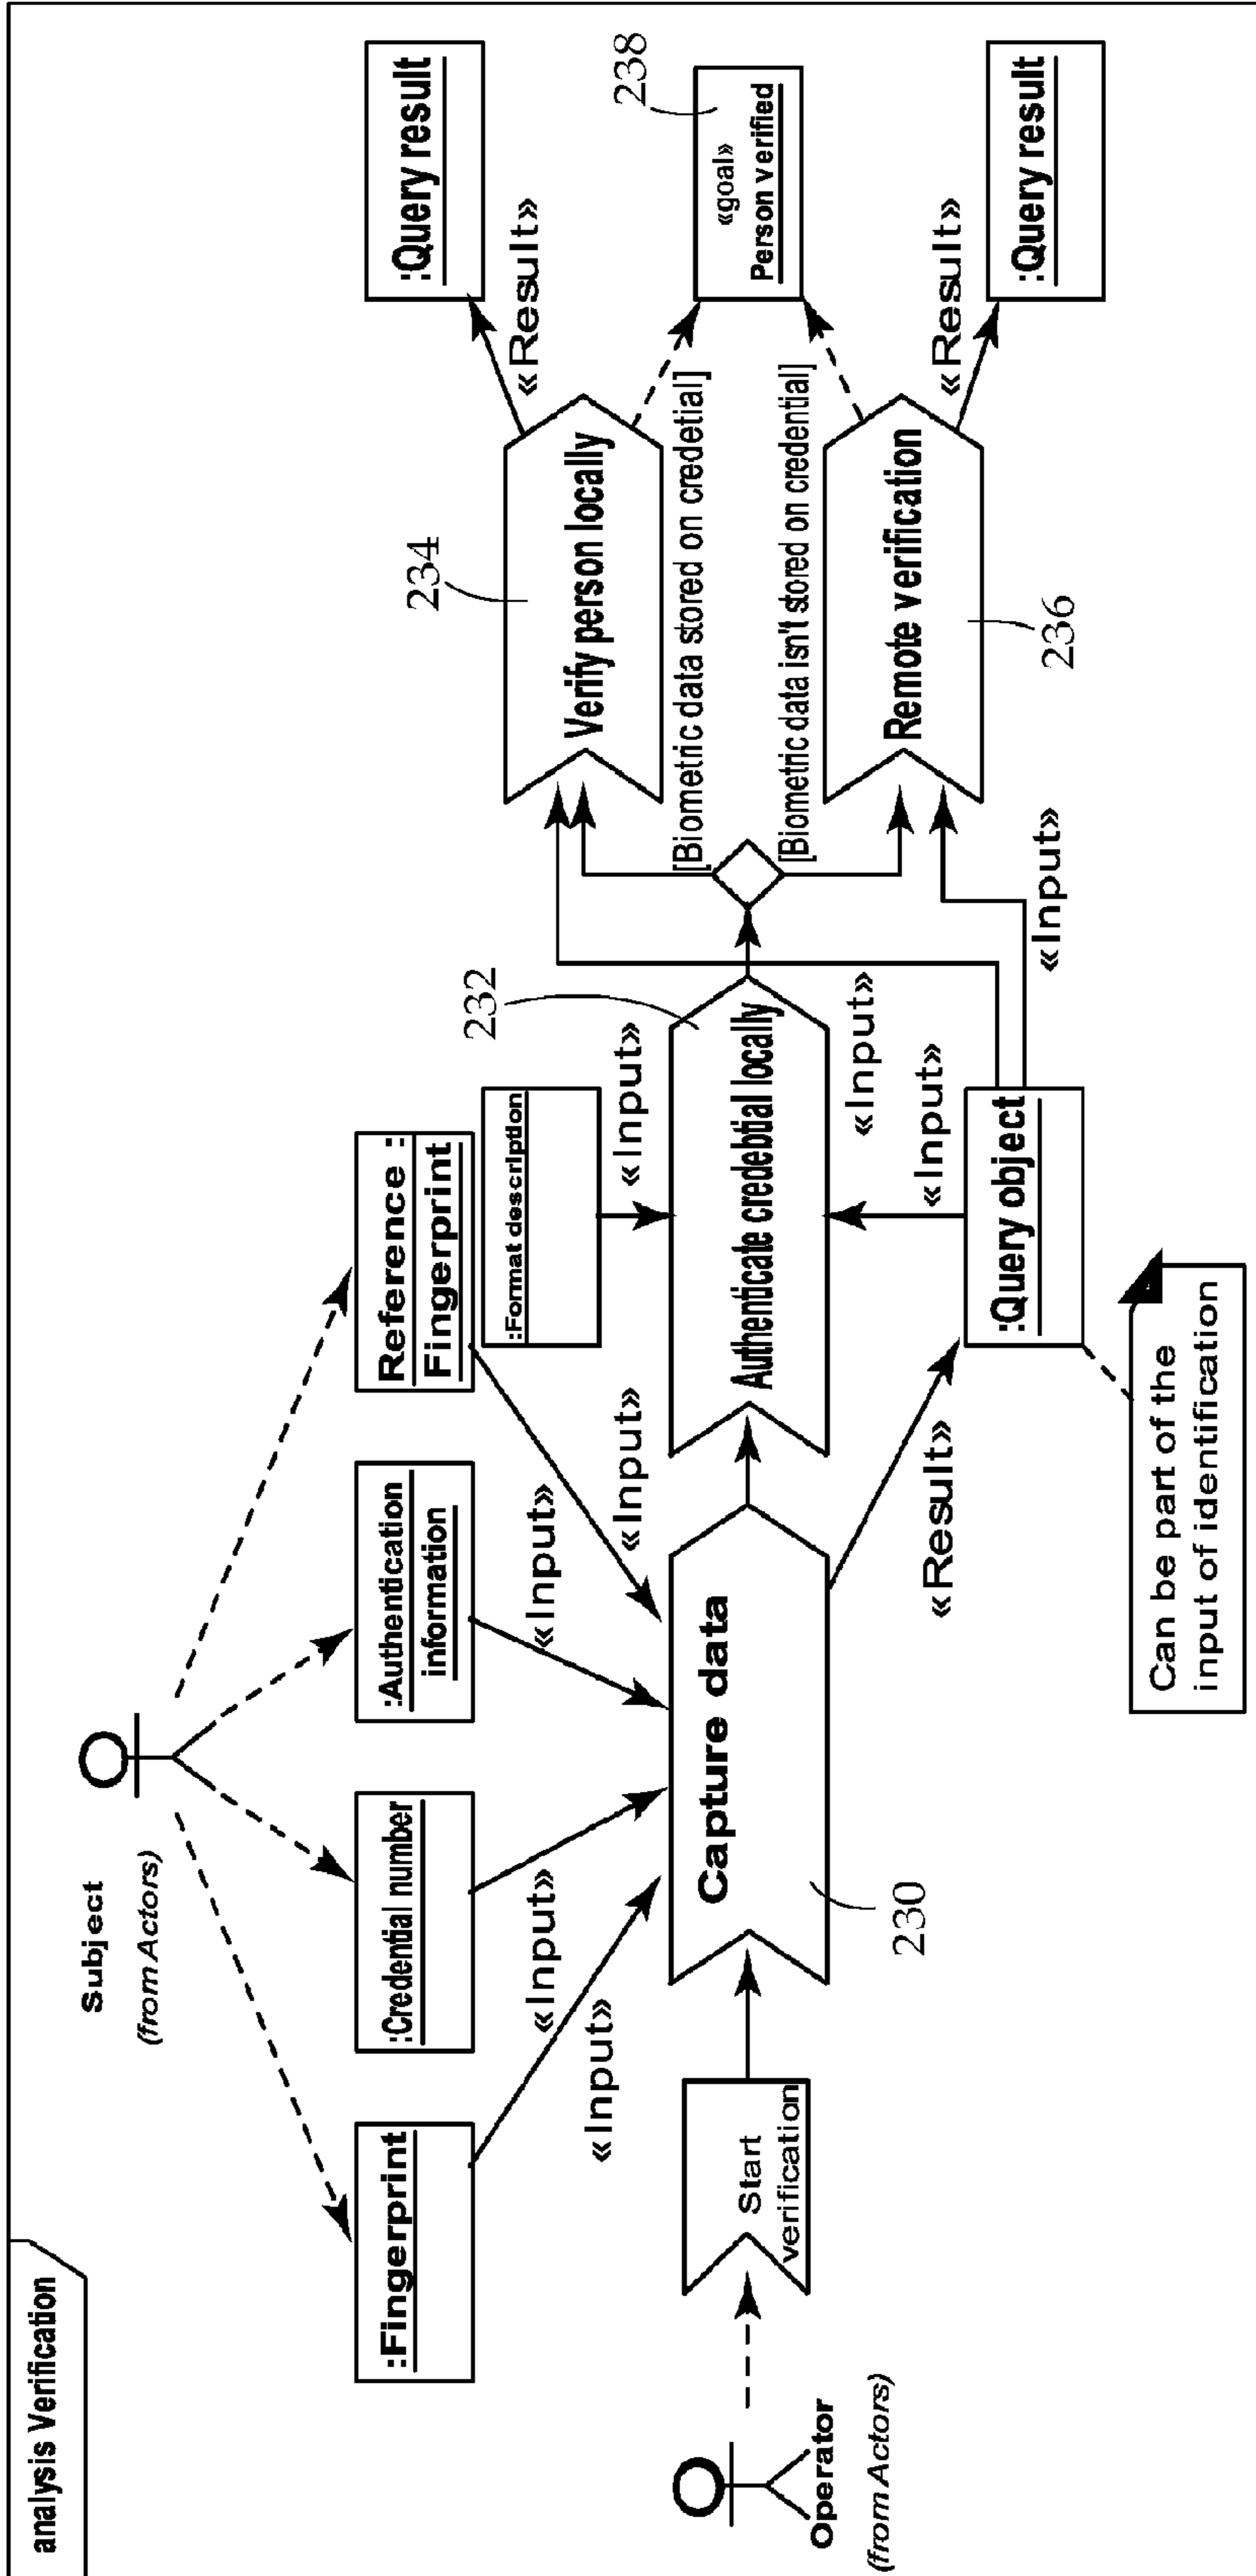 analysis Verification
Subject
(from Actors)
:Fingerprint
:Credential number
:Authentication
information
Reference :
Fingerprint
:Format description
«Input»
«Input»
«Input»
«Input»
«Input»
Operator
(from Actors)
Start
verification
Capture data
230
Authenticate credebtial locally
232
«Result»
«Input»
«Input»
«Input»
:Query object
Can be part of the
input of identification
[Biometric data stored on credetial]
[Biometric data isn't stored on credential]
Verify person locally
234
Remote verification
236
«Result»
:Query result
«goal»
Person verified
238
«Result»
:Query result